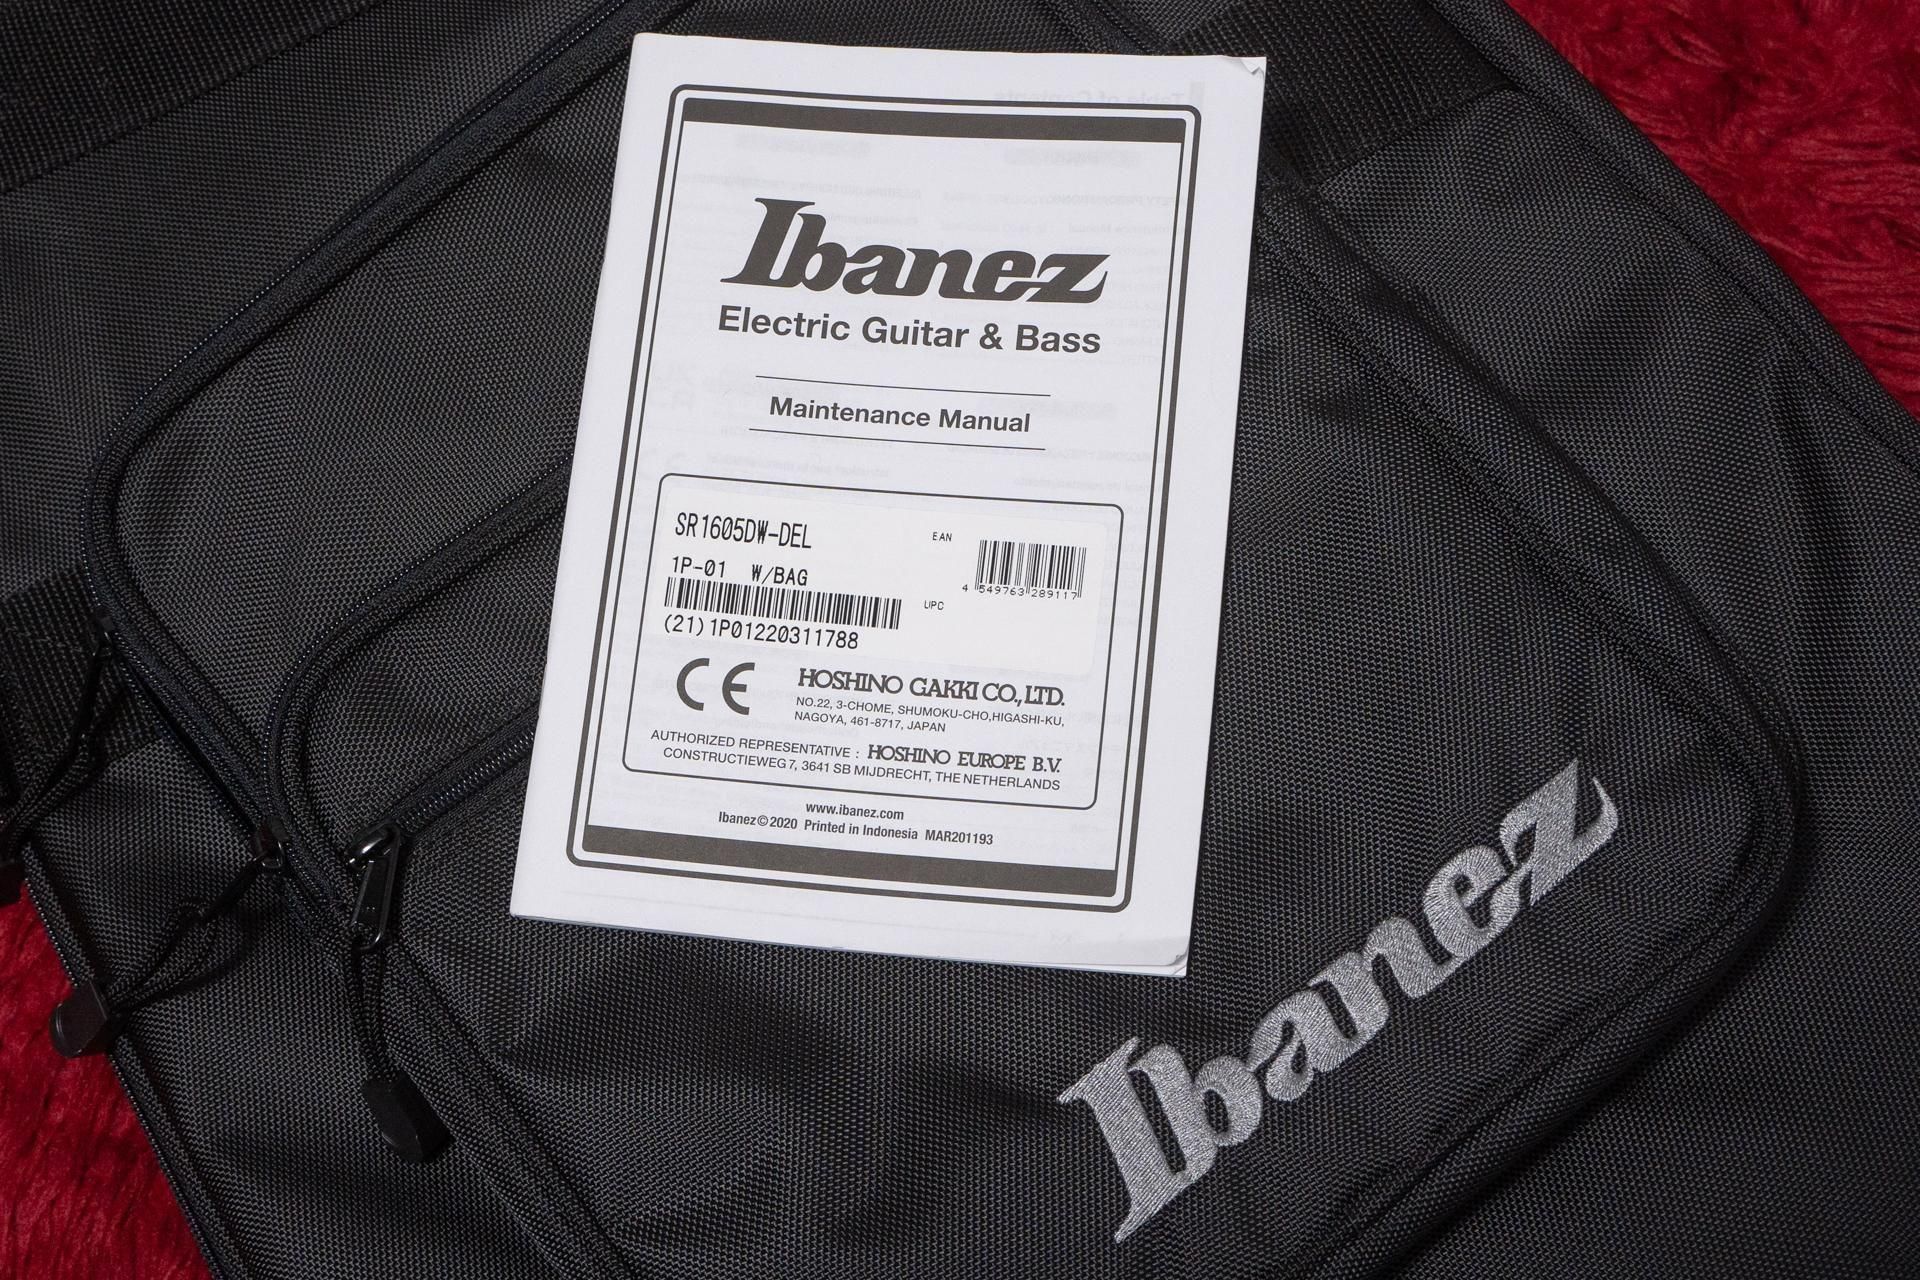 Ibanez
Electric Guitar & Bass
Maintenance Manual
SR1605DW-DEL
1P-01 W/BAG
(21)1P01220311788
EAN
4 549763 289117
UPC
CE
HOSHINO GAKKI CO.,LTD.
NO.22, 3-CHOME, SHUMOKU-CHO,HIGASHI-KU,
NAGOYA, 461-8717, JAPAN
AUTHORIZED REPRESENTATIVE : HOSHINO EUROPE B.V.
CONSTRUCTIEWEG 7, 3641 SB MIJDRECHT, THE NETHERLANDS
www.ibanez.com
Ibanez©2020 Printed in Indonesia MAR201193
Ibanez